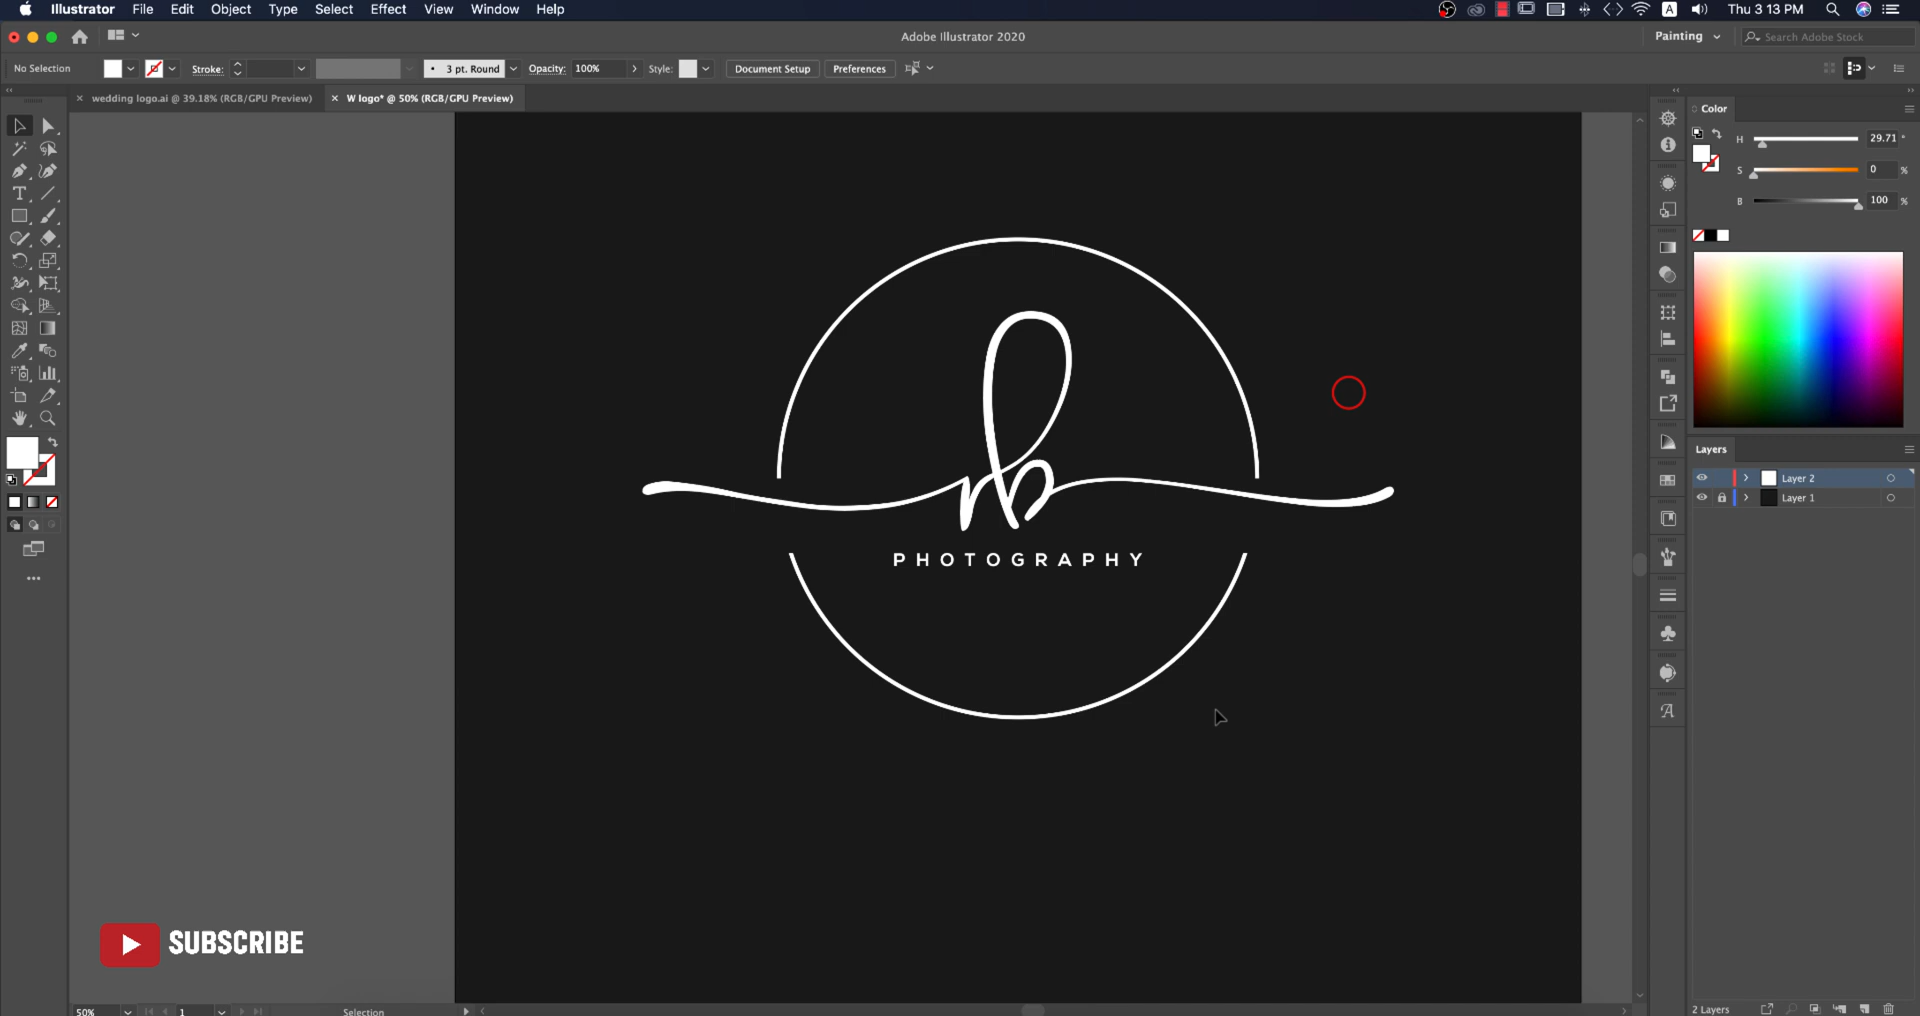 Illustrator File Edit Object Type Select Effect View Window Help
A Thu 3 13 PM
Adobe Illustrator 2020
Painting
Search Adobe Stock
No Selection
Stroke:
3 pt. Round
Opacity: 100%
Style:
Document Setup
Preferences
wedding logo.ai @ 39.18% (RGB/GPU Preview)
W logo* @ 50% (RGB/GPU Preview)
Color
H 29.71 °
S 0 %
B 100 %
PHOTOGRAPHY
Layers
Layer 2
Layer 1
SUBSCRIBE
50%
1
Selection
2 Layers